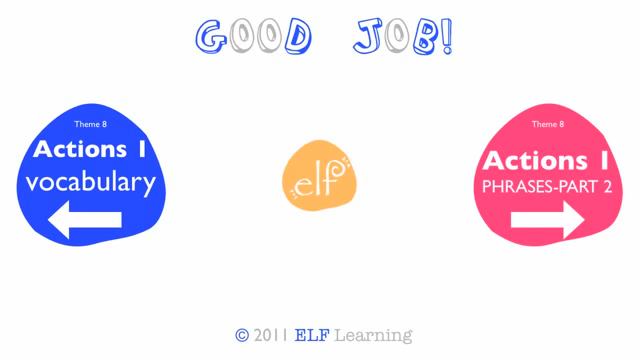 GOOD JOB!
Theme 8
Actions 1
vocabulary
elf
Theme 8
Actions 1
PHRASES-PART 2
© 2011 ELF Learning